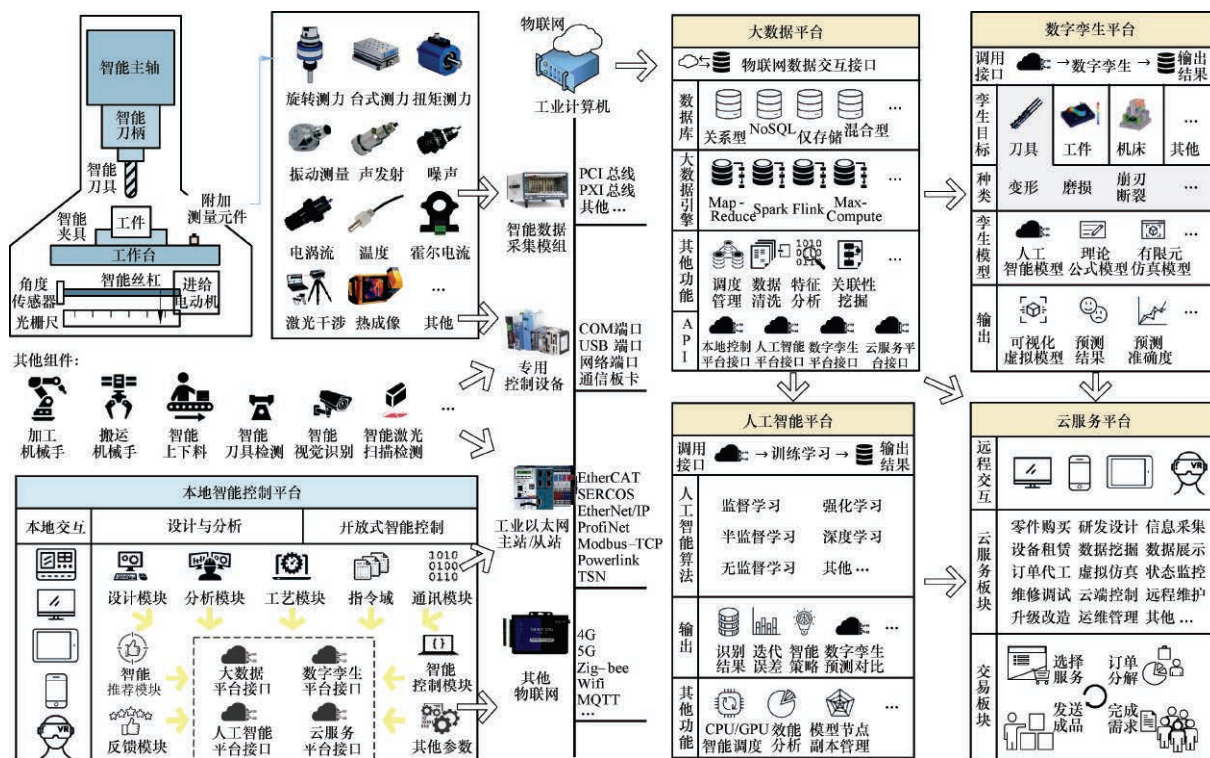 智能主轴
智能
刀柄
智能
刀具
附加
测量元件
智能
夹具
工件
工作台
智能丝杠
角度
传感器
进给
电动机
光栅尺
旋转测力
台式测力
扭矩测力
振动测量
声发射
噪声
电涡流
温度
霍尔电流
激光干涉
热成像
...
其他
其他组件:
加工
机械手
搬运
机械手
智能
上下料
智能
刀具检测
智能
视觉识别
智能激光
扫描检测
...
本地智能控制平台
本地交互
设计与分析
开放式智能控制
设计模块
分析模块
工艺模块
指令域
1010
0101
0110
通讯模块
智能
推荐模块
反馈模块
大数据
平台接口
数字孪生
平台接口
人工智能
平台接口
云服务
平台接口
智能
控制模块
其他参数
VR
物联网
工业计算机
PCI 总线
PXI 总线
其他 ...
智能数据
采集模组
COM端口
USB 端口
网络端口
通信板卡
专用
控制设备
EtherCAT
SERCOS
EtherNet/IP
ProfiNet
Modbus-TCP
Powerlink
TSN
工业以太网
主站/从站
4G
5G
Zig-bee
Wifi
MQTT
...
其他
物联网
大数据平台
物联网数据交互接口
数据库
关系型
NoSQL
仅存储
混合型
...
大数据引擎
Map-
Reduce
Spark
Flink
Max-
Compute
...
其他功能
调度
管理
数据
清洗
特征
分析
关联性
挖掘
...
API
本地控制
平台接口
人工智能
平台接口
数字孪生
平台接口
云服务平
台接口
人工智能平台
调用
接口
训练学习
输出
结果
人工智能算法
监督学习
强化学习
半监督学习
深度学习
无监督学习
其他 ...
输出
识别
结果
迭代
误差
智能
策略
数字孪生
预测对比
...
其他功能
CPU/GPU
智能调度
效能
分析
模型节点
副本管理
...
数字孪生平台
调用
接口
数字孪生
输出
结果
孪生目标
刀具
工件
机床
...
其他
种类
变形
磨损
崩刃
断裂
...
孪生模型
人工
智能模型
理论
公式模型
有限元
仿真模型
...
输出
可视化
虚拟模型
预测
结果
预测
准确度
...
云服务平台
远程交互
VR
云服务板块
零件购买 研发设计 信息采集
设备租赁 数据挖掘 数据展示
订单代工 虚拟仿真 状态监控
维修调试 云端控制 远程维护
升级改造 运维管理 其他 ...
交易板块
选择
服务
订单
分解
发送
成品
完成
需求